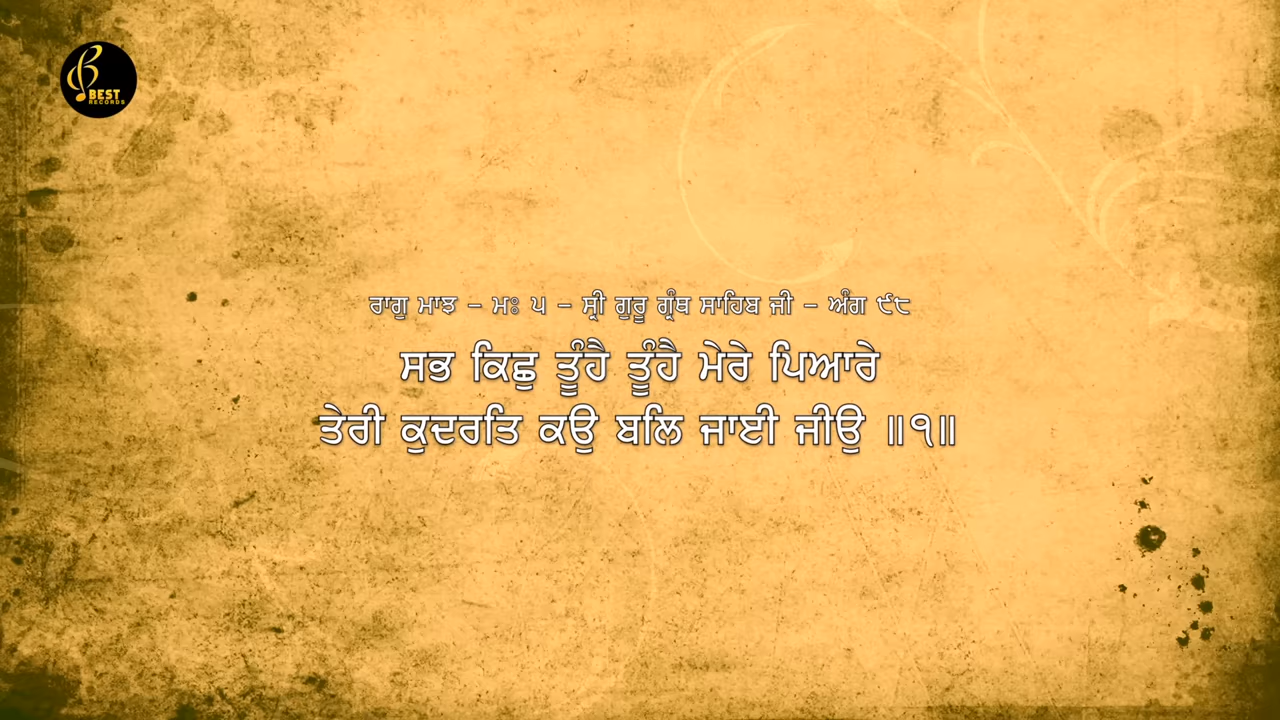 BEST
RECORDS
ਰਾਗੁ ਮਾਝ – ਮਃ ੫ – ਸ੍ਰੀ ਗੁਰੂ ਗ੍ਰੰਥ ਸਾਹਿਬ ਜੀ – ਅੰਗ ੯੮
ਸਭ ਕਿਛੁ ਤੂੰਹੈ ਤੂੰਹੈ ਮੇਰੇ ਪਿਆਰੇ
ਤੇਰੀ ਕੁਦਰਤਿ ਕਉ ਬਲਿ ਜਾਈ ਜੀਉ ॥੧॥